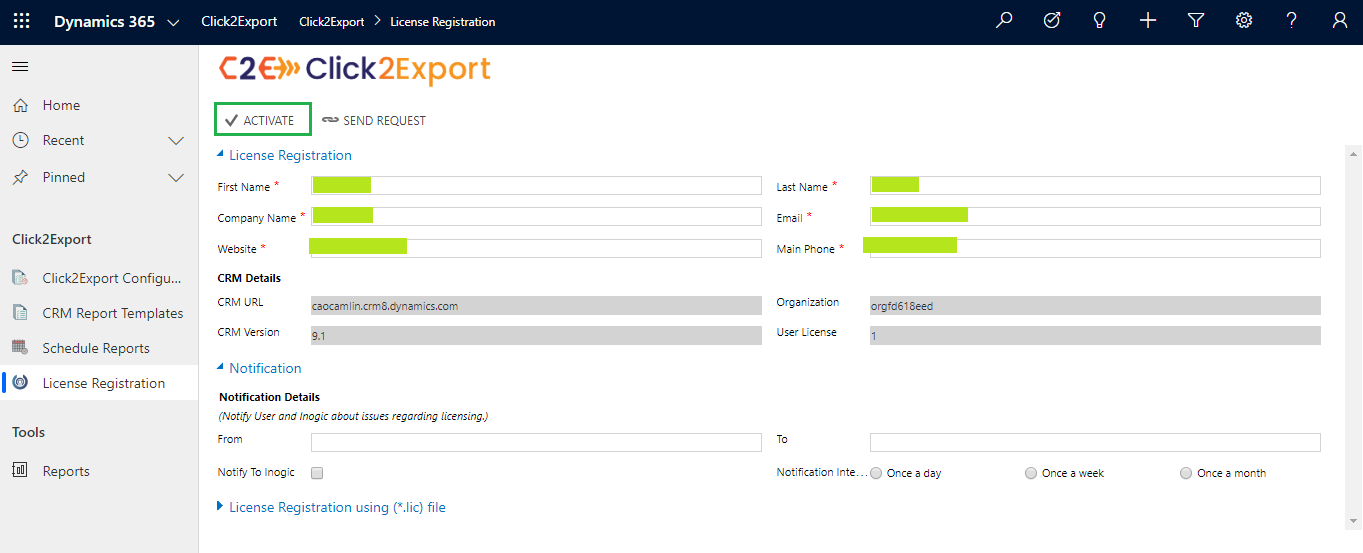 Dynamics 365 Click2Export Click2Export > License Registration
C2E Click2Export
Home
Recent
Pinned
Click2Export
Click2Export Configu...
CRM Report Templates
Schedule Reports
License Registration
Tools
Reports
ACTIVATE SEND REQUEST
License Registration
First Name * Last Name *
Company Name * Email *
Website * Main Phone *
CRM Details
CRM URL caocamlin.crm8.dynamics.com Organization orgfd618eed
CRM Version 9.1 User License 1
Notification
Notification Details
(Notify User and Inogic about issues regarding licensing.)
From To
Notify To Inogic Notification Inte... Once a day Once a week Once a month
License Registration using (*.lic) file